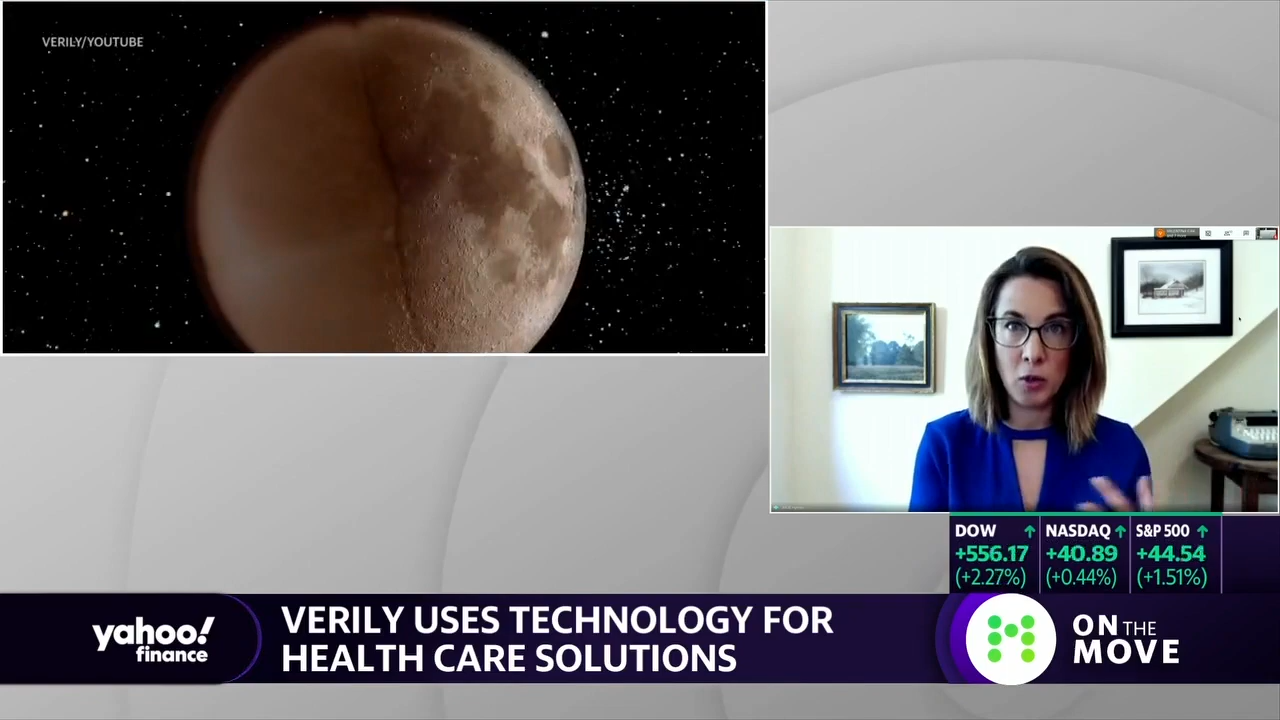 VERILY/YOUTUBE
DOW
+556.17
(+2.27%)
NASDAQ
+40.89
(+0.44%)
S&P 500
+44.54
(+1.51%)
yahoo!
finance
VERILY USES TECHNOLOGY FOR
HEALTH CARE SOLUTIONS
ON THE
MOVE